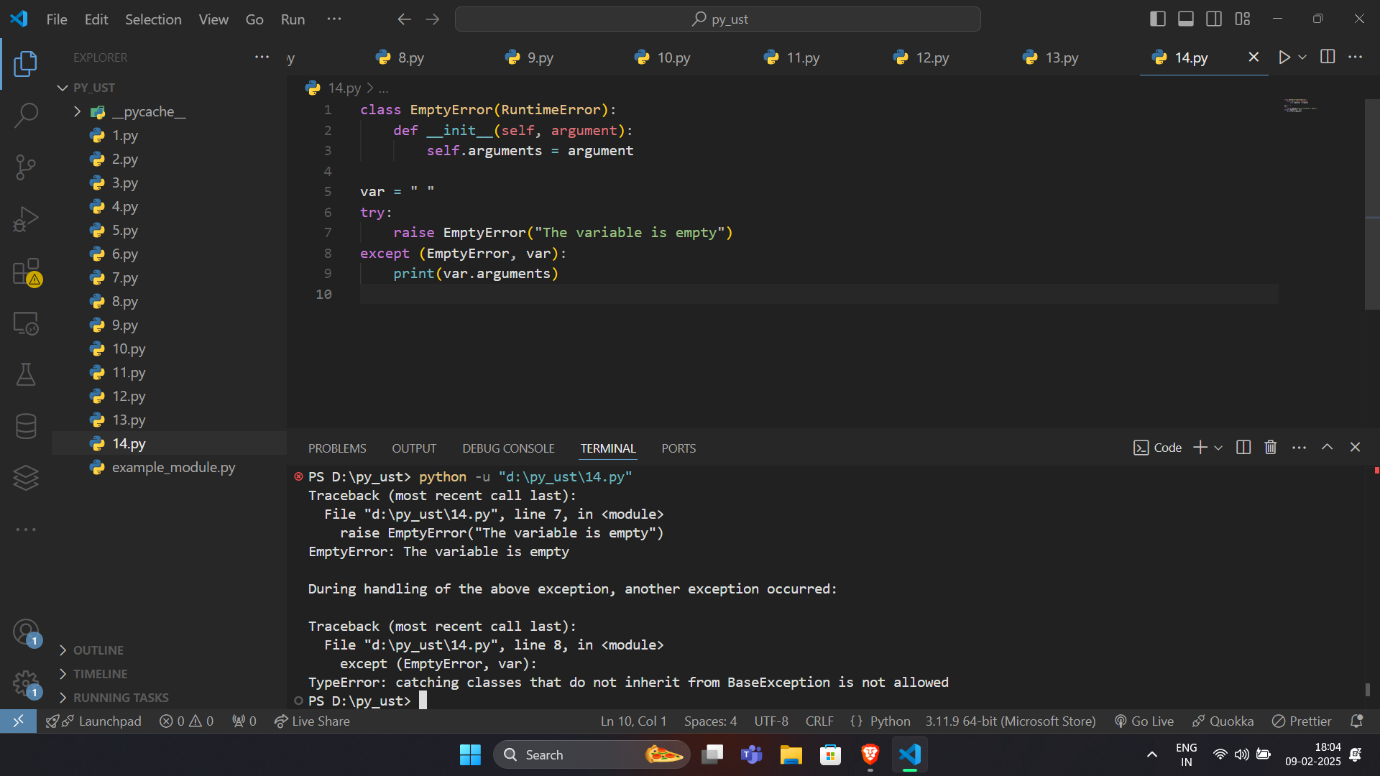 File Edit Selection View Go Run ··· py_ust
EXPLORER ···
PY_UST
__pycache__
1.py
2.py
3.py
4.py
5.py
6.py
7.py
8.py
9.py
10.py
11.py
12.py
13.py
14.py
example_module.py
OUTLINE
TIMELINE
RUNNING TASKS
y 8.py 9.py 10.py 11.py 12.py 13.py 14.py
14.py > ...
1 class EmptyError(RuntimeError):
2 def __init__(self, argument):
3 self.arguments = argument
4
5 var = " "
6 try:
7 raise EmptyError("The variable is empty")
8 except (EmptyError, var):
9 print(var.arguments)
10
PROBLEMS OUTPUT DEBUG CONSOLE TERMINAL PORTS Code
PS D:\py_ust> python -u "d:\py_ust\14.py"
Traceback (most recent call last):
File "d:\py_ust\14.py", line 7, in <module>
raise EmptyError("The variable is empty")
EmptyError: The variable is empty
During handling of the above exception, another exception occurred:
Traceback (most recent call last):
File "d:\py_ust\14.py", line 8, in <module>
except (EmptyError, var):
TypeError: catching classes that do not inherit from BaseException is not allowed
PS D:\py_ust>
1
1
Launchpad 0 0 0 Live Share Ln 10, Col 1 Spaces: 4 UTF-8 CRLF {} Python 3.11.9 64-bit (Microsoft Store) Go Live Quokka Prettier
Search
ENG
IN
18:04
09-02-2025